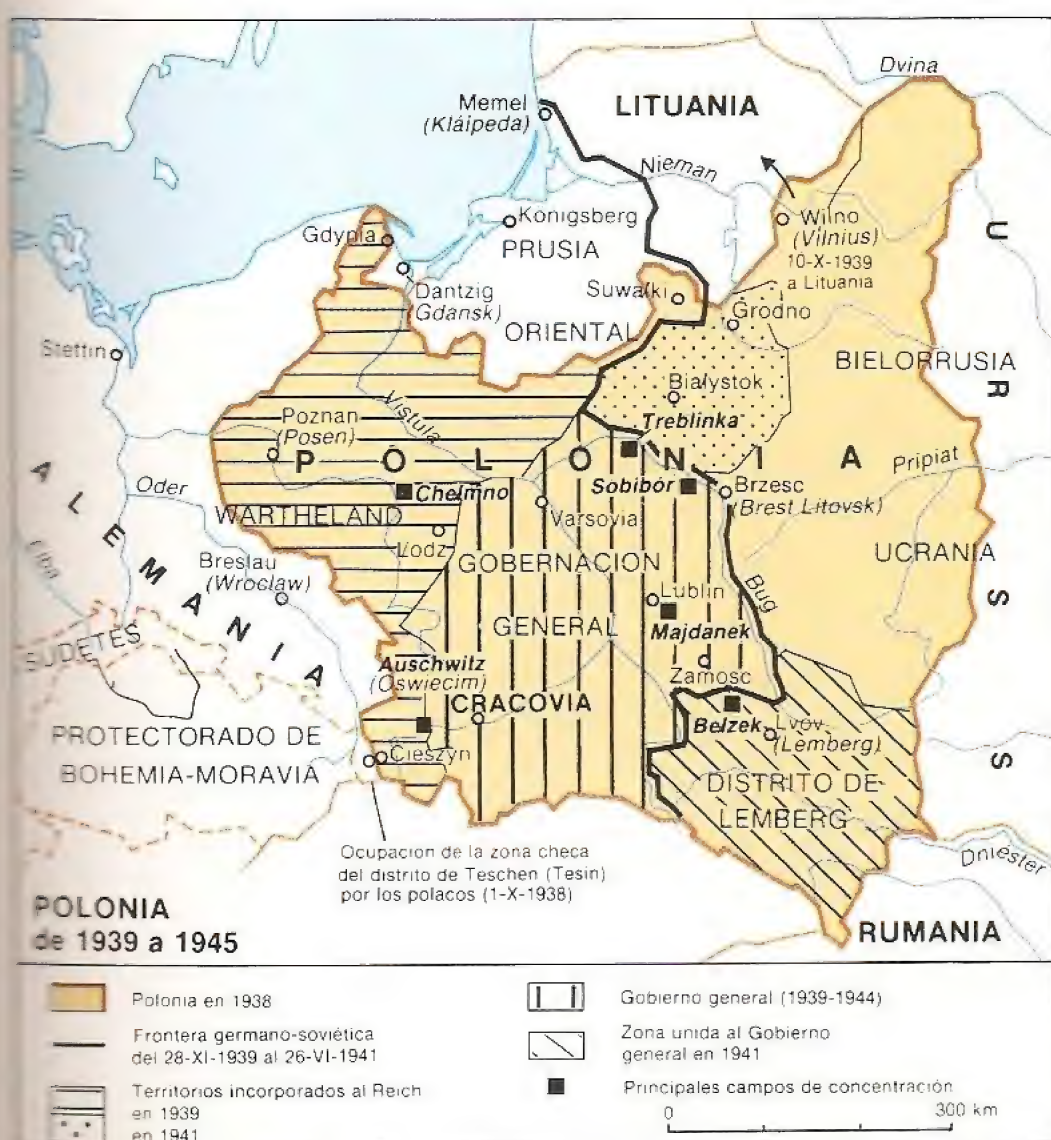 Dvina
Memel
(Kláipeda)
LITUANIA
Nieman
Konigsberg
Gdynia
PRUSIA
Wilno
(Vilnius)
10-X-1939
a Lituania
U
Dantzig
(Gdansk)
Suwalki
Grodno
ORIENTAL
Stettin
BIELORRUSIA
R
Bialystok
Poznan
(Posen)
Vistula
Treblinka
POLONIA
Pripiat
Oder
Chelmno
Sobibór
Brzesc
(Brest Litovsk)
WARTHELAND
Varsovia
Lodz
Elba
ALEMANIA
Breslau
(Wroclaw)
GOBERNACION
UCRANIA
S
Bug
Lublin
GENERAL
Majdanek
SUDETES
Auschwitz
(Oswiecim)
Zamosc
CRACOVIA
Belzek
Lvov
(Lemberg)
S
PROTECTORADO DE
BOHEMIA-MORAVIA
Cieszyn
DISTRITO DE
LEMBERG
Ocupacion de la zona checa
del distrito de Teschen (Tesin)
por los polacos (1-X-1938)
Dniéster
POLONIA
de 1939 a 1945
RUMANIA
Polonia en 1938
Frontera germano-soviética
del 28-XI-1939 al 26-VI-1941
Territorios incorporados al Reich
en 1939
en 1941
Gobierno general (1939-1944)
Zona unida al Gobierno
general en 1941
Principales campos de concentración
0 300 km